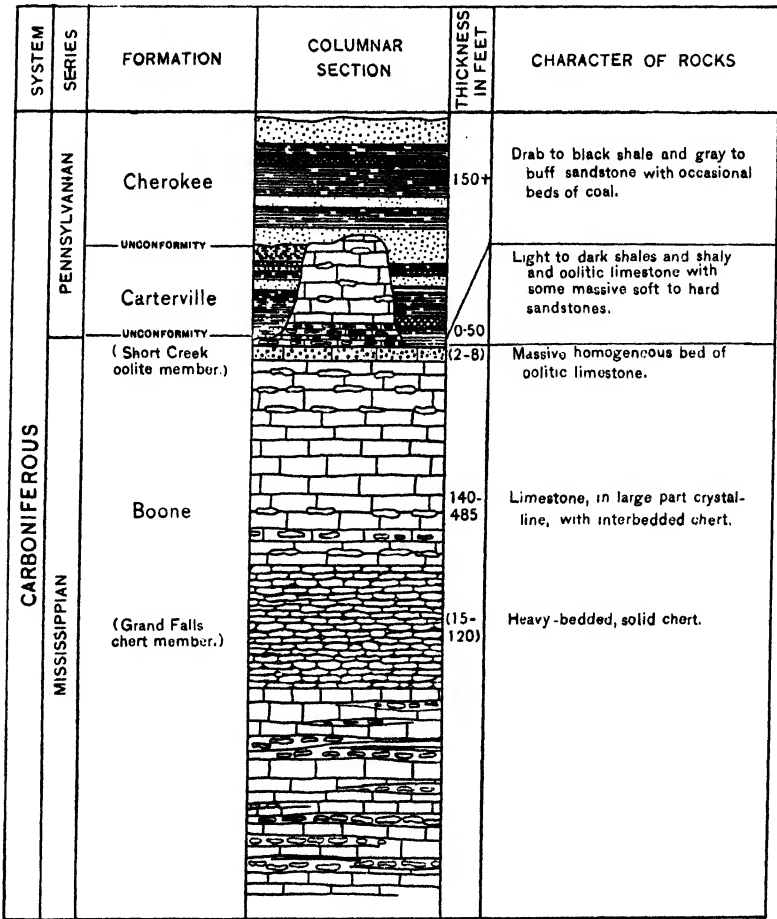 SYSTEM
SERIES
FORMATION
COLUMNAR
SECTION
THICKNESS
IN FEET
CHARACTER OF ROCKS
CARBONIFEROUS
PENNSYLVANIAN
Cherokee
150+
Drab to black shale and gray to
buff sandstone with occasional
beds of coal.
UNCONFORMITY
Carterville
0-50
Light to dark shales and shaly
and oolitic limestone with
some massive soft to hard
sandstones.
UNCONFORMITY
MISSISSIPPIAN
(Short Creek
oolite member.)
(2-8)
Massive homogeneous bed of
oolitic limestone.
Boone
140-
485
Limestone, in large part crystal-
line, with interbedded chert.
(Grand Falls
chert member.)
(15-
120)
Heavy-bedded, solid chert.